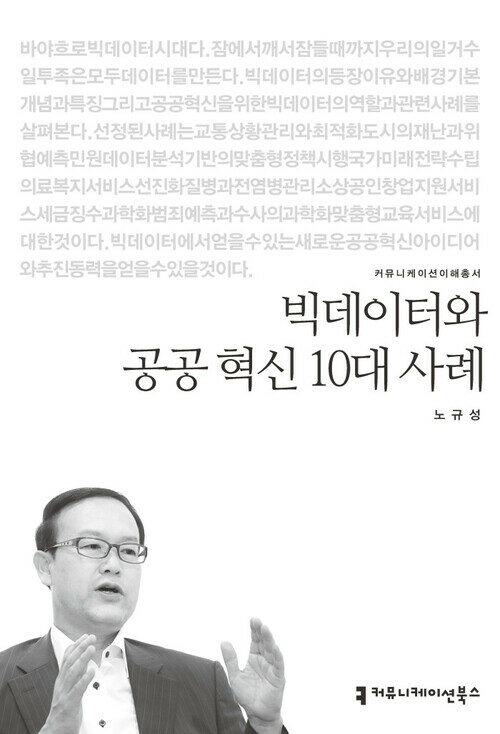 바야흐로빅데이터시대다.잠에서깨서잠들때까지우리의일거수
일투족은모두데이터를만든다.빅데이터의등장이유와배경기본
개념과특징그리고공공혁신을위한빅데이터의역할과관련사례를
살펴본다.선정된사례는교통상황관리와최적화도시의재난과위
협예측민원데이터분석기반의맞춤형정책시행국가미래전략수립
의료복지서비스선진화질병과전염병관리소상공인창업지원서비
스세금징수과학화범죄예측과수사의과학화맞춤형교육서비스에
대한것이다.빅데이터에서얻을수있는새로운공공혁신아이디어
와추진동력을얻을수있을것이다.
커뮤니케이션이해총서
빅데이터와
공공 혁신 10대 사례
노규성
커뮤니케이션북스